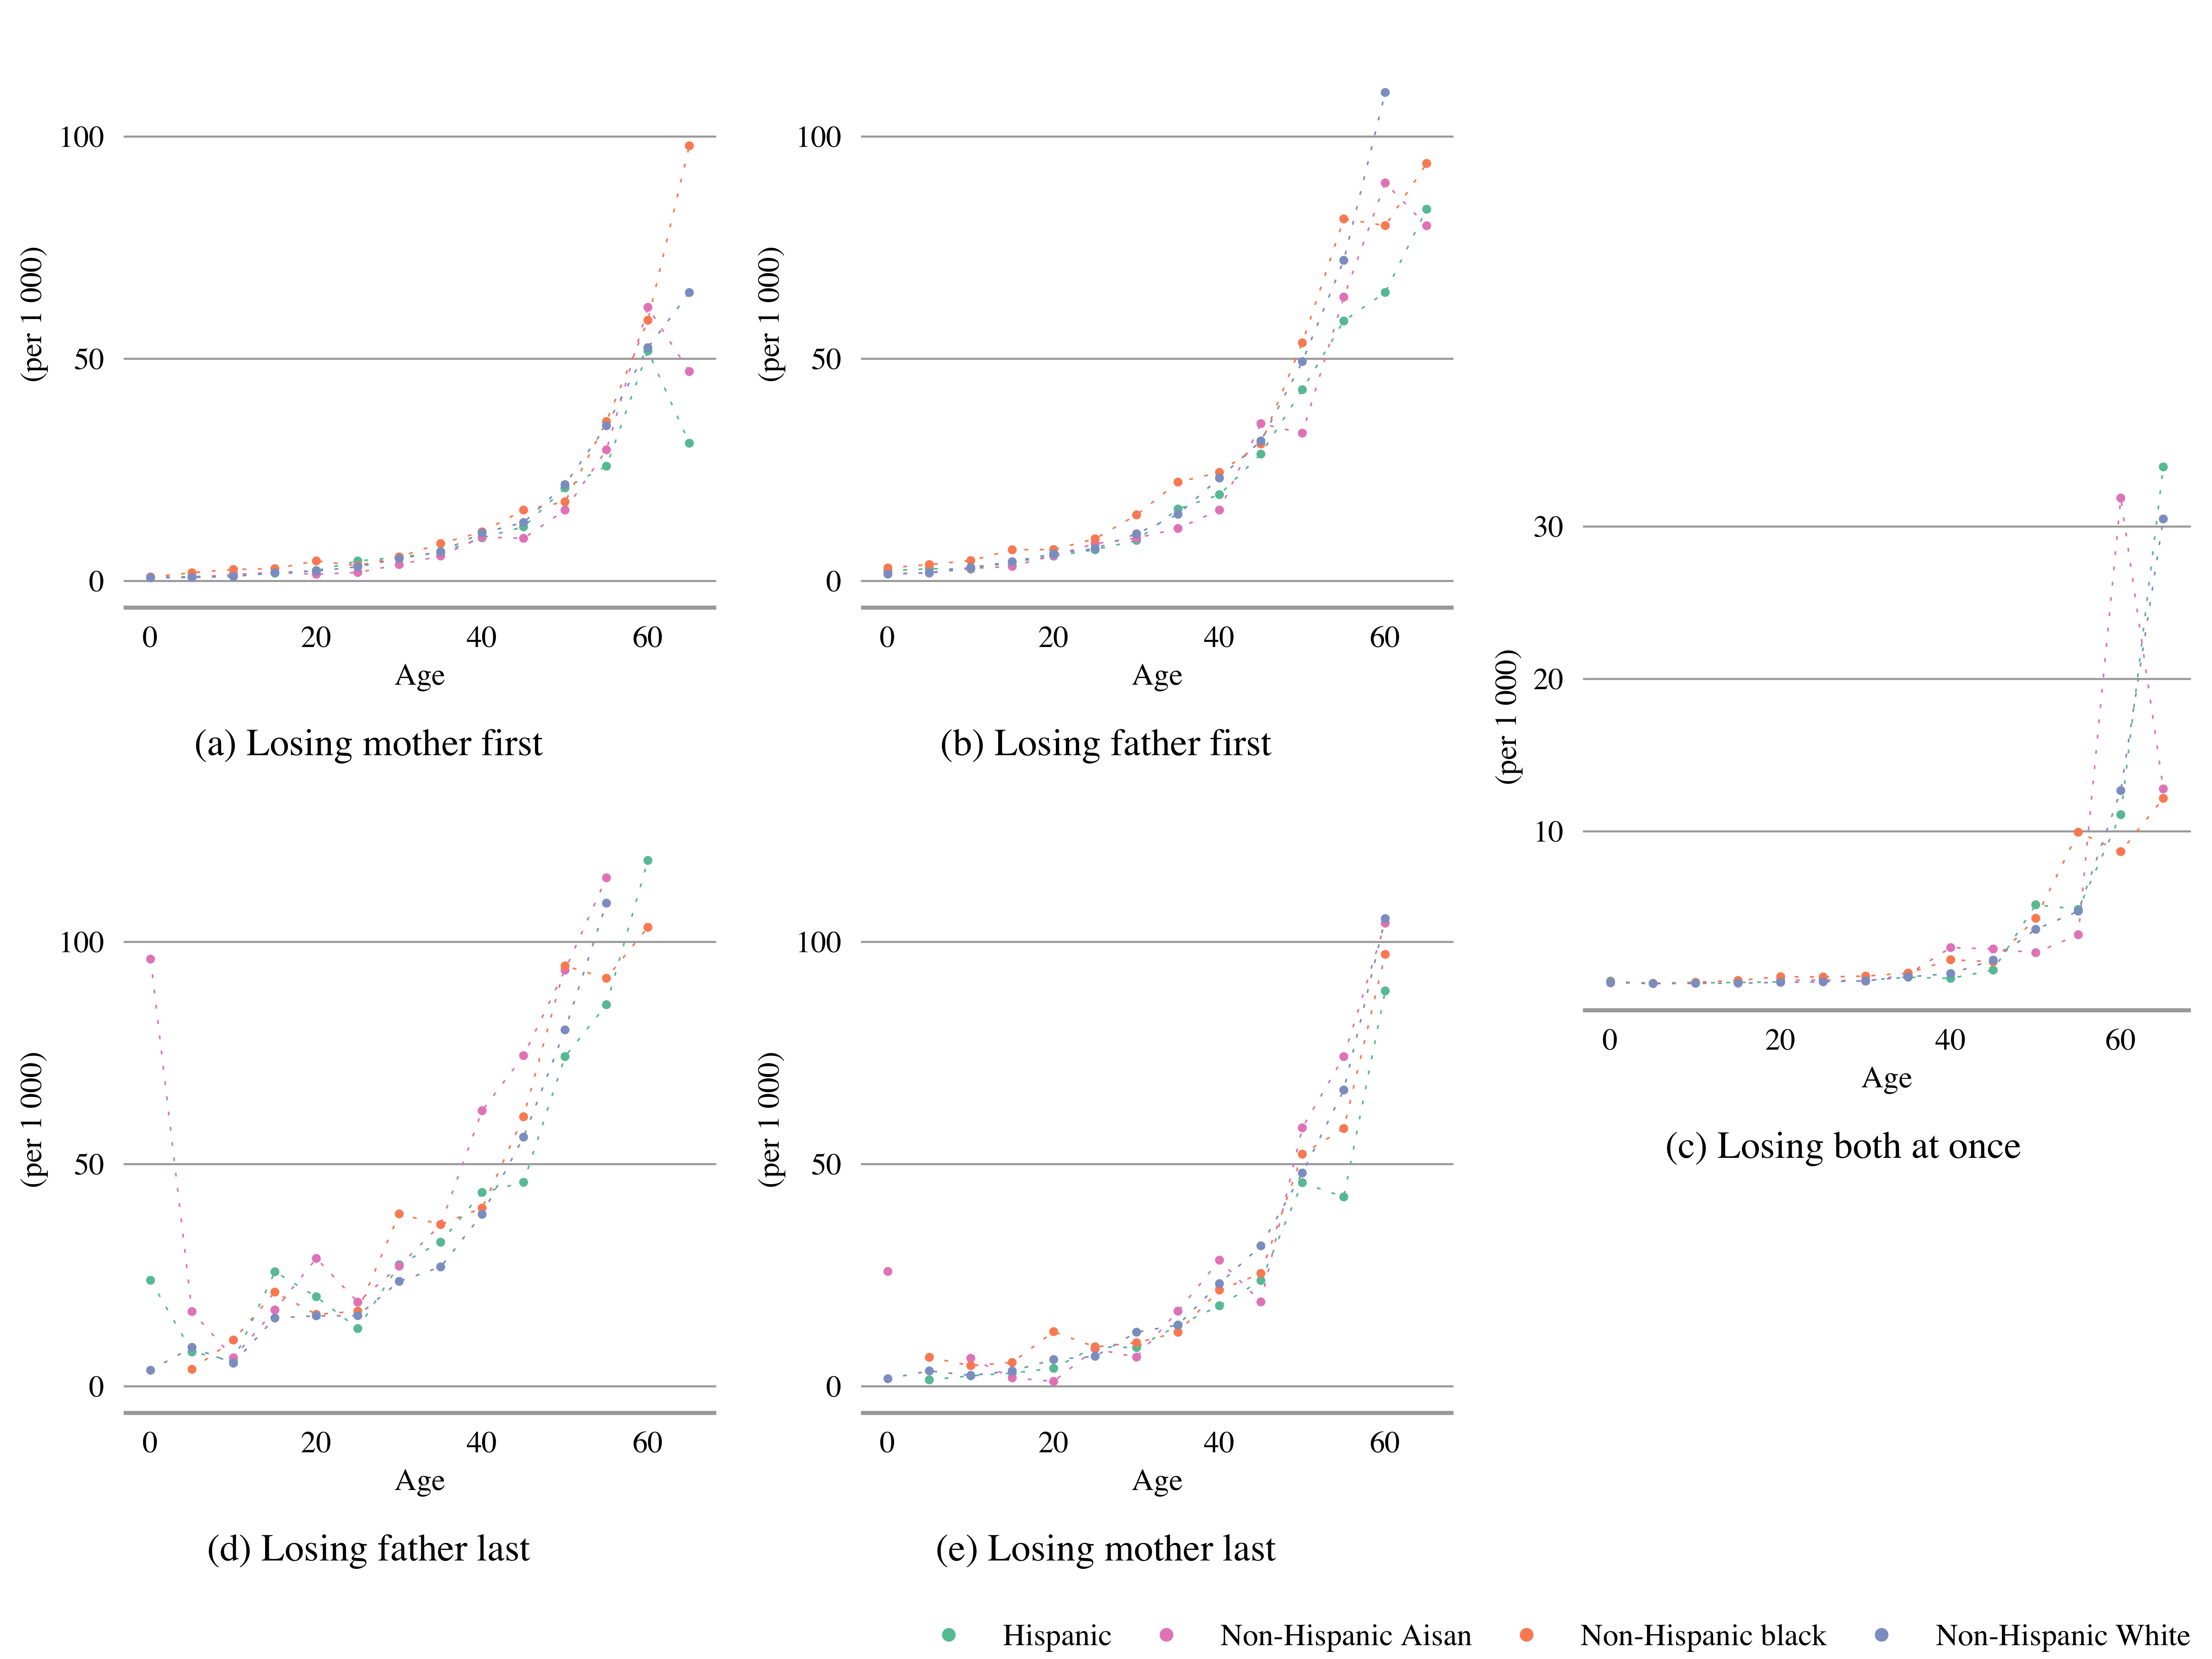 100
50
0
(per 1 000)
0 20 40 60
Age
(a) Losing mother first
100
50
0
(per 1 000)
0 20 40 60
Age
(b) Losing father first
30
20
10
(per 1 000)
0 20 40 60
Age
(c) Losing both at once
100
50
0
(per 1 000)
0 20 40 60
Age
(d) Losing father last
100
50
0
(per 1 000)
0 20 40 60
Age
(e) Losing mother last
Hispanic Non-Hispanic Aisan Non-Hispanic black Non-Hispanic White